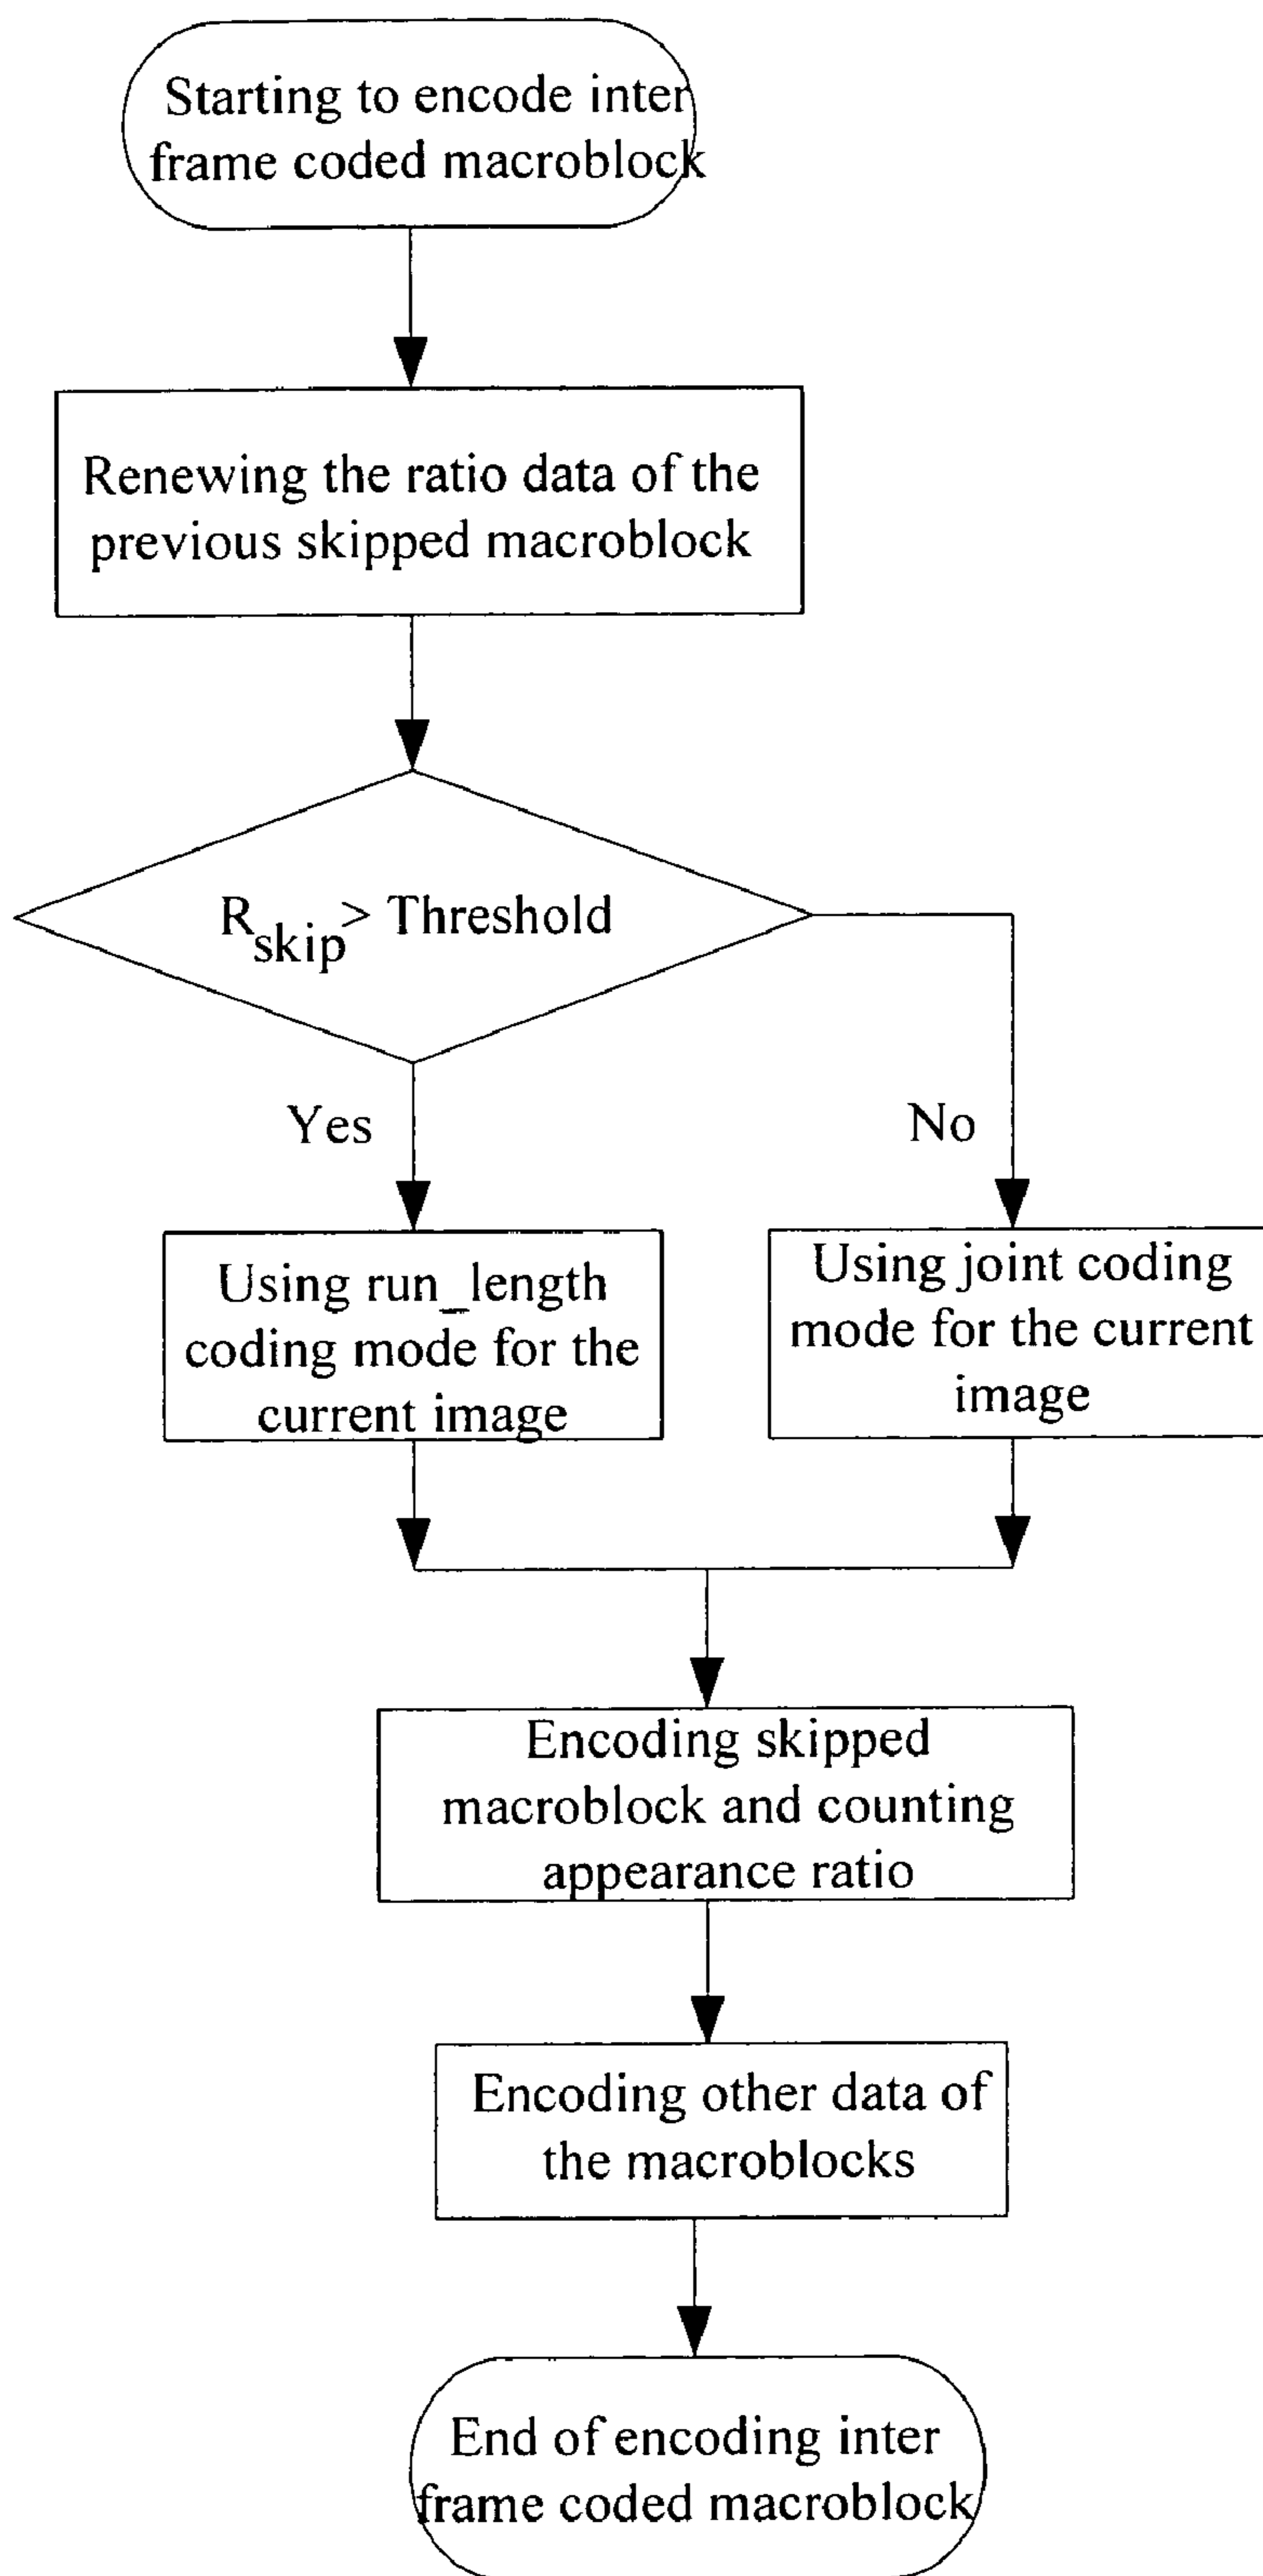 Starting to encode inter
frame coded macroblock
Renewing the ratio data of the
previous skipped macroblock
Rskip> Threshold
Yes
No
Using run_length
coding mode for the
current image
Using joint coding
mode for the current
image
Encoding skipped
macroblock and counting
appearance ratio
Encoding other data of
the macroblocks
End of encoding inter
frame coded macroblock